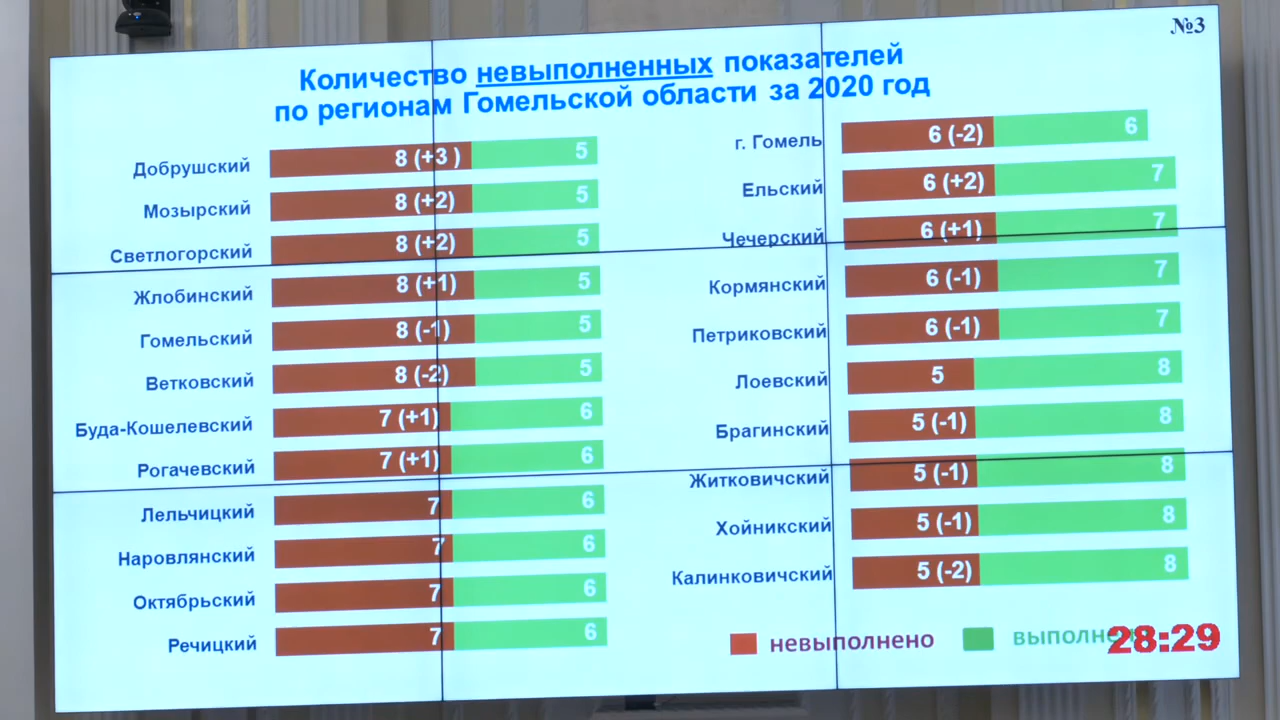 №3
Количество невыполненных показателей
по регионам Гомельской области за 2020 год
Добрушский 8 (+3 ) 5
Мозырский 8 (+2) 5
Светлогорский 8 (+2) 5
Жлобинский 8 (+1) 5
Гомельский 8 (-1) 5
Ветковский 8 (-2) 5
Буда-Кошелевский 7 (+1) 6
Рогачевский 7 (+1) 6
Лельчицкий 7 6
Наровлянский 7 6
Октябрьский 7 6
Речицкий 7 6
г. Гомель 6 (-2) 6
Ельский 6 (+2) 7
Чечерский 6 (+1) 7
Кормянский 6 (-1) 7
Петриковский 6 (-1) 7
Лоевский 5 8
Брагинский 5 (-1) 8
Житковичский 5 (-1) 8
Хойникский 5 (-1) 8
Калинковичский 5 (-2) 8
невыполнено
28:29